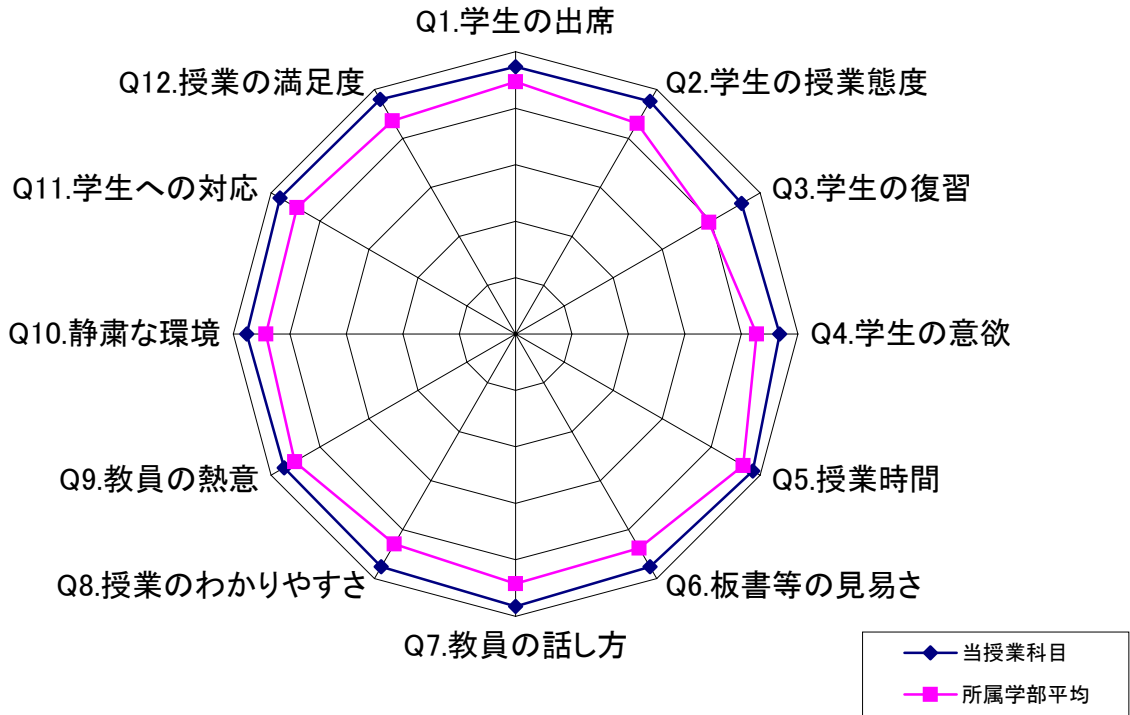 Q1.学生の出席
Q2.学生の授業態度
Q3.学生の復習
Q4.学生の意欲
Q5.授業時間
Q6.板書等の見易さ
Q7.教員の話し方
Q8.授業のわかりやすさ
Q9.教員の熱意
Q10.静粛な環境
Q11.学生への対応
Q12.授業の満足度
当授業科目
所属学部平均